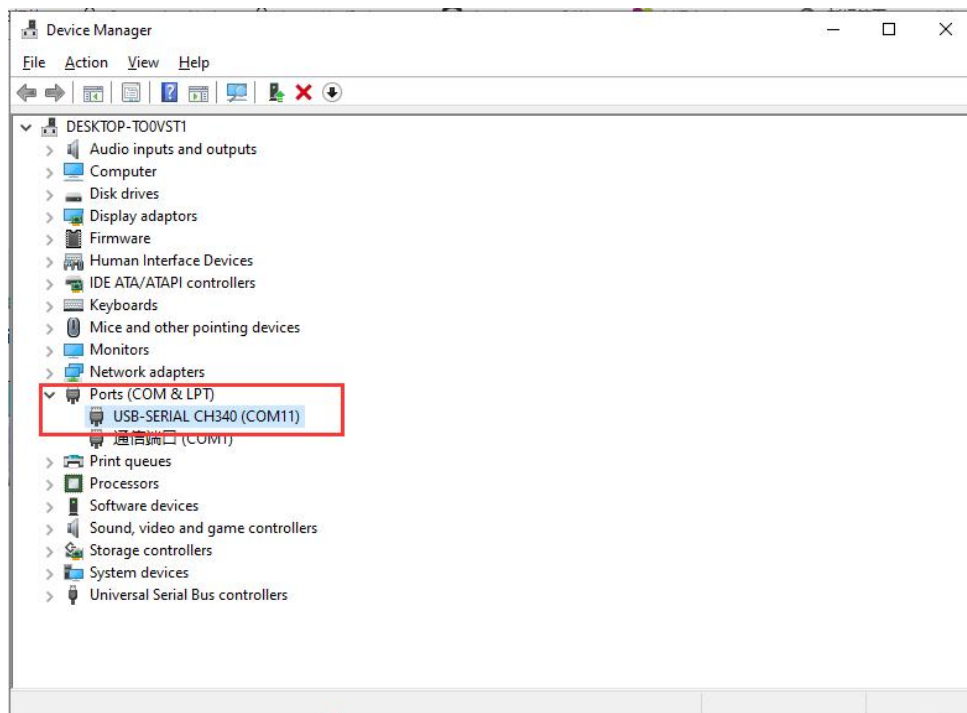 Device Manager
File Action View Help
DESKTOP-TO0VST1
Audio inputs and outputs
Computer
Disk drives
Display adaptors
Firmware
Human Interface Devices
IDE ATA/ATAPI controllers
Keyboards
Mice and other pointing devices
Monitors
Network adapters
Ports (COM & LPT)
USB-SERIAL CH340 (COM11)
通信端口 (COM1)
Print queues
Processors
Software devices
Sound, video and game controllers
Storage controllers
System devices
Universal Serial Bus controllers